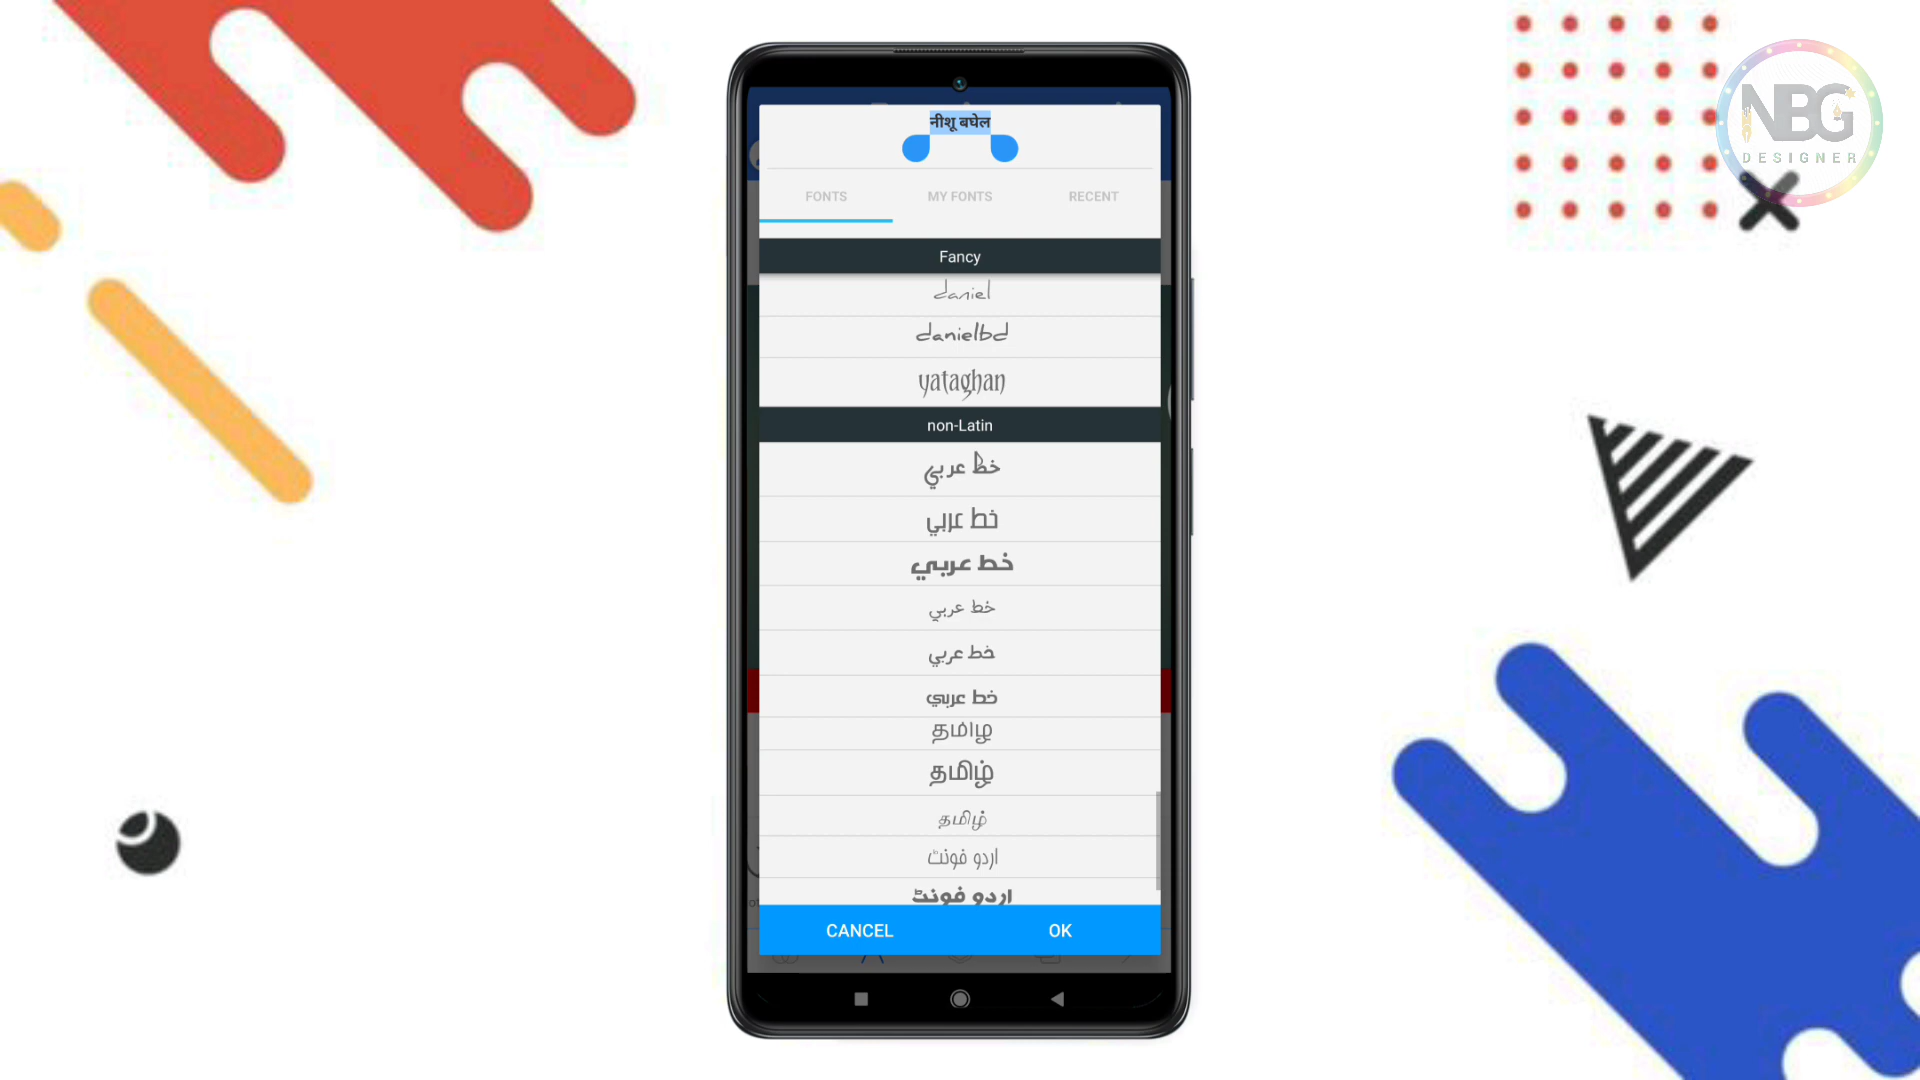 नीशू बघेल
FONTS MY FONTS RECENT
Fancy
daniel
danielbd
yataghan
non-Latin
خط عربي
خط عربي
خط عربي
خط عربي
خط عربي
خط عربي
தமிழ்
தமிழ்
தமிழ்
اردو فونٹ
اردو فونٹ
CANCEL OK
NBG
DESIGNER